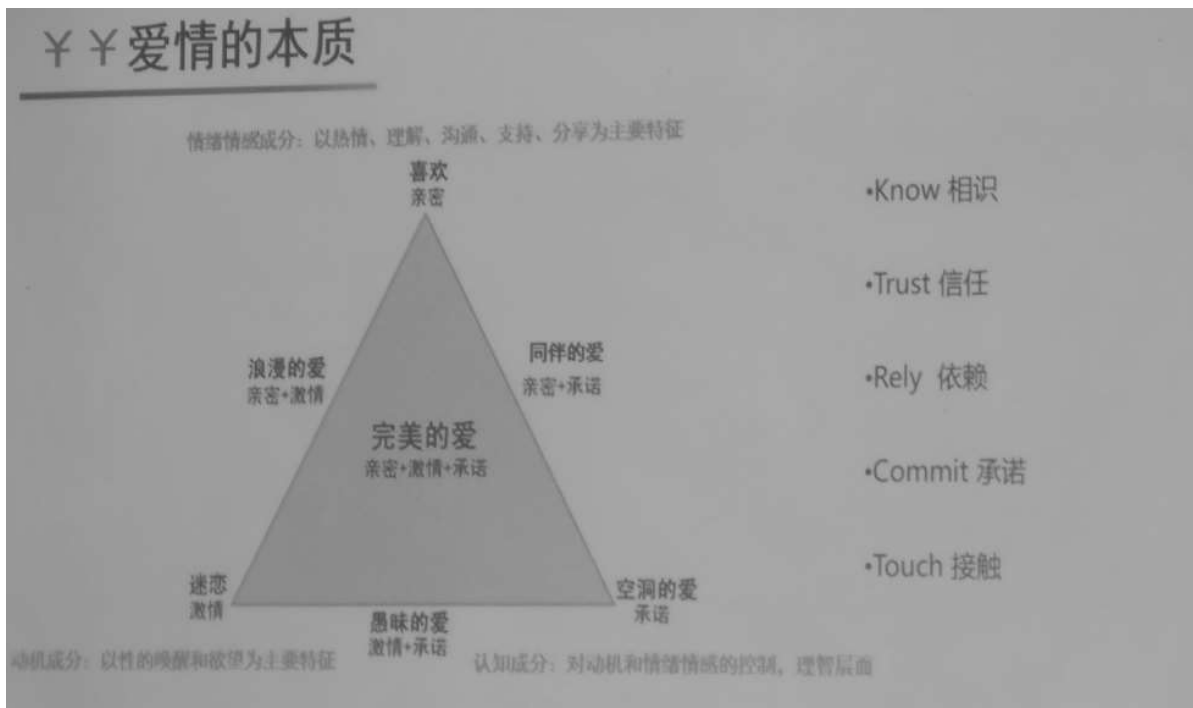 ¥¥爱情的本质
情绪情感成分：以热情、理解、沟通、支持、分享为主要特征
喜欢
亲密
•Know 相识
•Trust 信任
浪漫的爱
亲密+激情
同伴的爱
亲密+承诺
•Rely 依赖
完美的爱
亲密+激情+承诺
•Commit 承诺
•Touch 接触
迷恋
激情
空洞的爱
承诺
愚昧的爱
激情+承诺
动机成分：以性的唤醒和欲望为主要特征
认知成分：对动机和情绪情感的控制，理智层面